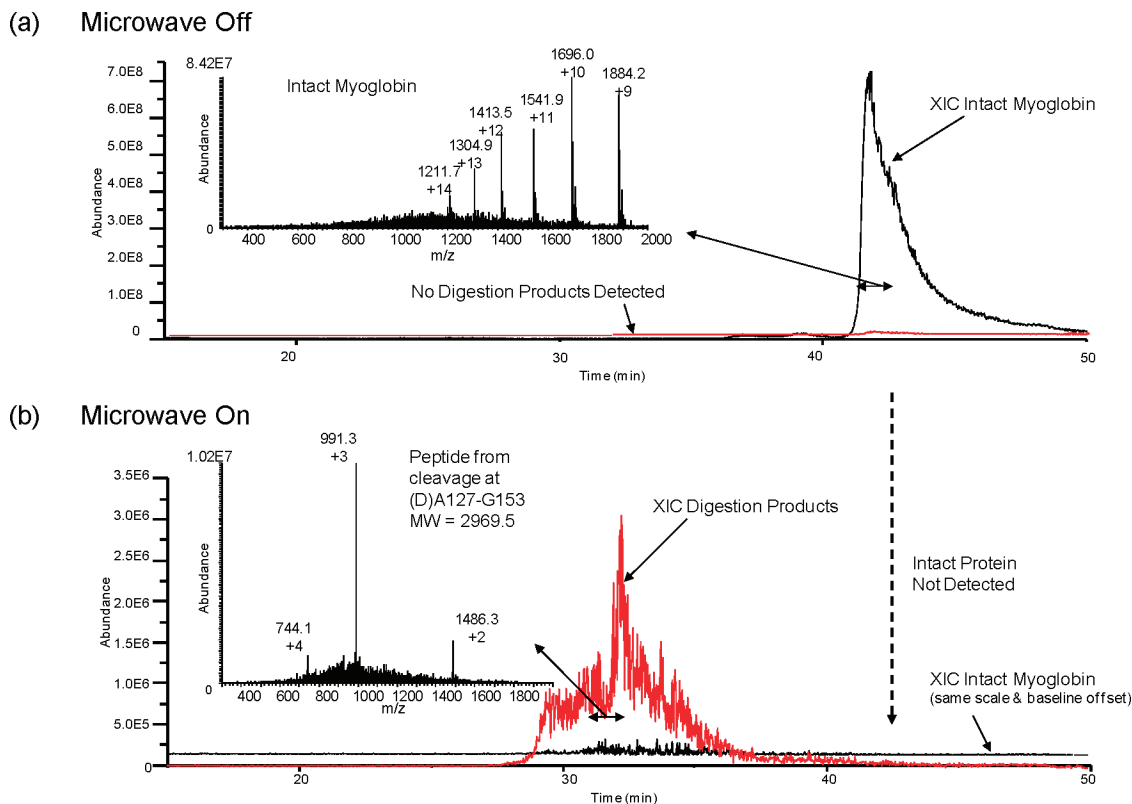 (a) Microwave Off
8.42E7
Intact Myoglobin
1211.7
+14
1304.9
+13
1413.5
+12
1541.9
+11
1696.0
+10
1884.2
+9
Abundance
0
400 600 800 1000 1200 1400 1600 1800 2000
m/z
7.0E8
6.0E8
5.0E8
4.0E8
3.0E8
2.0E8
1.0E8
0
Abundance
XIC Intact Myoglobin
No Digestion Products Detected
20 30 40 50
Time (min)
(b) Microwave On
1.02E7
991.3
+3
744.1
+4
1486.3
+2
Peptide from
cleavage at
(D)A127-G153
MW = 2969.5
Abundance
0
400 600 800 1000 1200 1400 1600 1800
m/z
3.5E6
3.0E6
2.5E6
2.0E6
1.5E6
1.0E6
5.0E5
0
Abundance
XIC Digestion Products
Intact Protein
Not Detected
XIC Intact Myoglobin
(same scale & baseline offset)
20 30 40 50
Time (min)